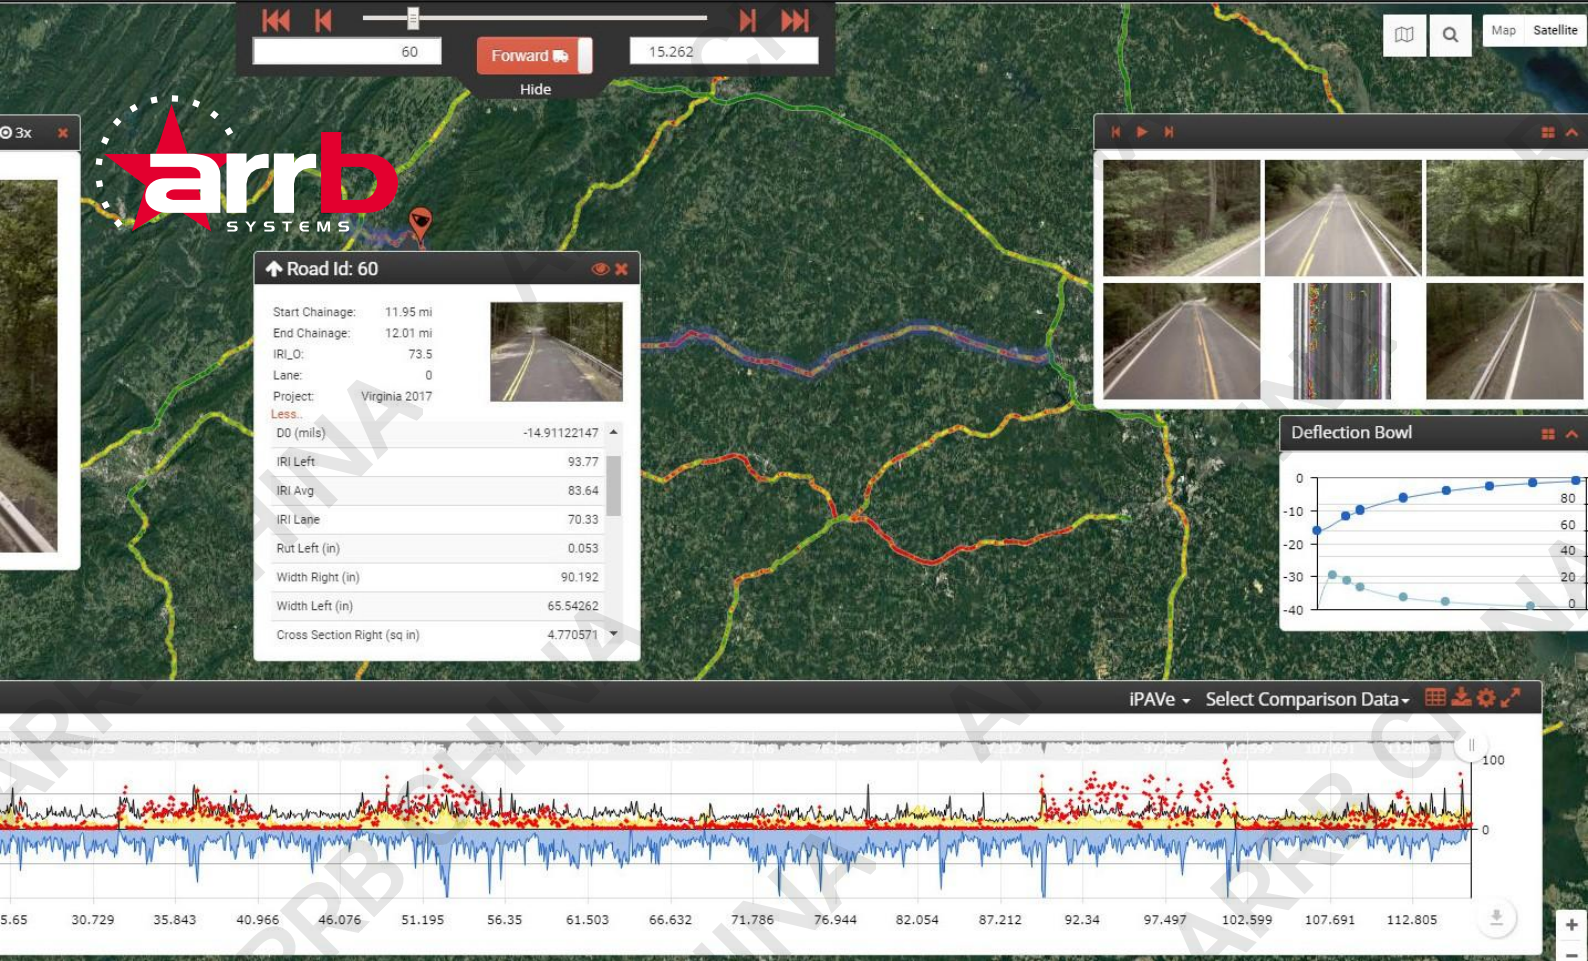 60
Forward
15.262
Hide
Map
Satellite
3x
arrb
SYSTEMS
Road Id: 60
Start Chainage: 11.95 mi
End Chainage: 12.01 mi
IRI_O: 73.5
Lane: 0
Project: Virginia 2017
Less..
D0 (mils) -14.91122147
IRI Left 93.77
IRI Avg 83.64
IRI Lane 70.33
Rut Left (in) 0.053
Width Right (in) 90.192
Width Left (in) 65.54262
Cross Section Right (sq in) 4.770571
Deflection Bowl
0
-10
-20
-30
-40
80
60
40
20
0
iPAVe
Select Comparison Data
100
0
5.65 30.729 35.843 40.966 46.076 51.195 56.35 61.503 66.632 71.786 76.944 82.054 87.212 92.34 97.497 102.599 107.691 112.805
ARRB CHINA